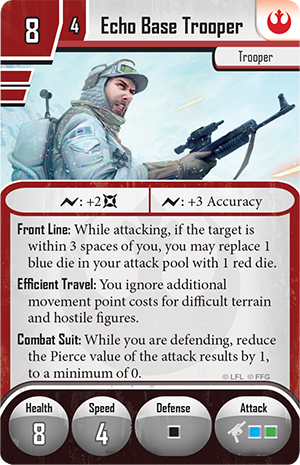 8 4 Echo Base Trooper
Trooper
: +2 : +3 Accuracy
Front Line: While attacking, if the target is
within 3 spaces of you, you may replace 1
blue die in your attack pool with 1 red die.
Efficient Travel: You ignore additional
movement point costs for difficult terrain
and hostile figures.
Combat Suit: While you are defending, reduce
the Pierce value of the attack results by 1,
to a minimum of 0.
© LFL © FFG
Health Speed Defense Attack
8 4